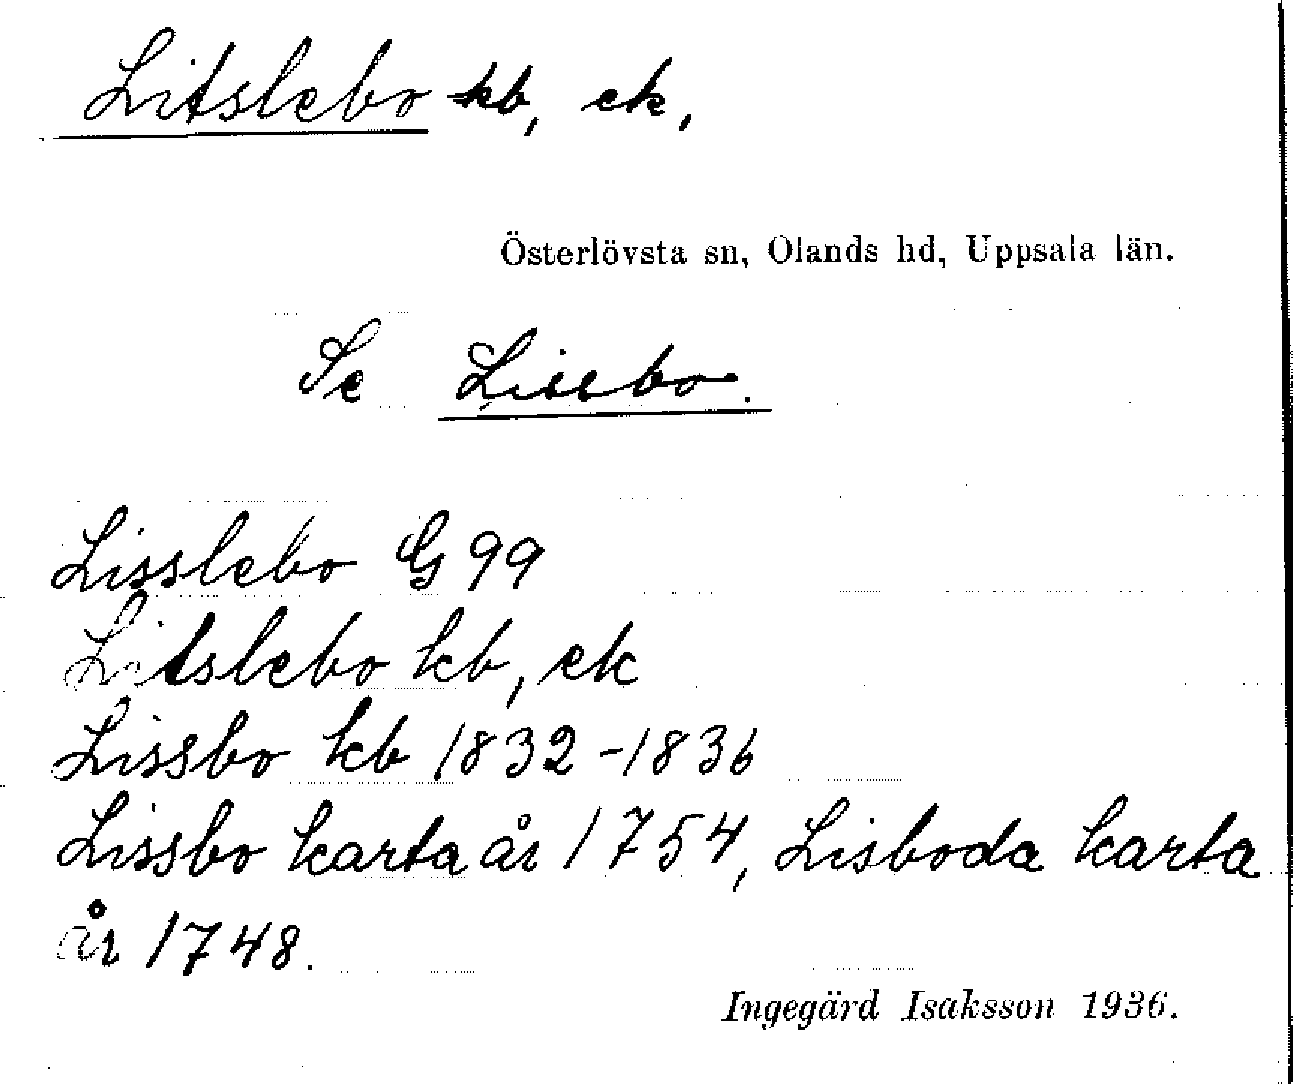 Litslebo kb, ek,
Österlövsta sn, Olands hd, Uppsala län.
Se Lissbo.
Lisslebo G 99
Litslebo kb, ek
Lissbo kb 1832-1836
Lissbo karta år 1754, Lisboda karta
år 1748.
Ingegärd Isaksson 1936.